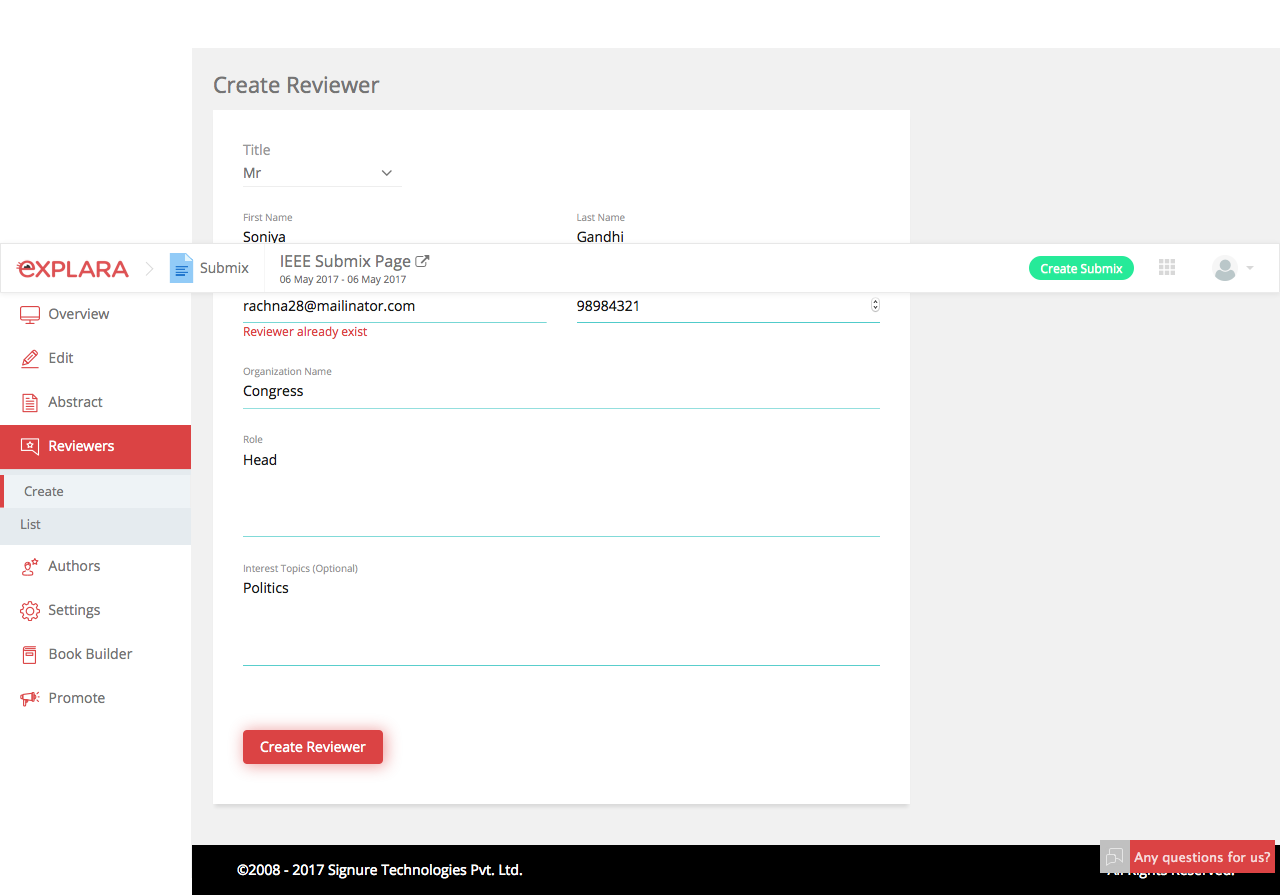 Create Reviewer
Title
Mr
First Name
Last Name
Soniya
Gandhi
eXPLARA
Submix
IEEE Submix Page
06 May 2017 - 06 May 2017
Create Submix
rachna28@mailinator.com
98984321
Reviewer already exist
Organization Name
Congress
Role
Head
Interest Topics (Optional)
Politics
Create Reviewer
Overview
Edit
Abstract
Reviewers
Create
List
Authors
Settings
Book Builder
Promote
©2008 - 2017 Signure Technologies Pvt. Ltd.
All Rights Reserved.
Any questions for us?